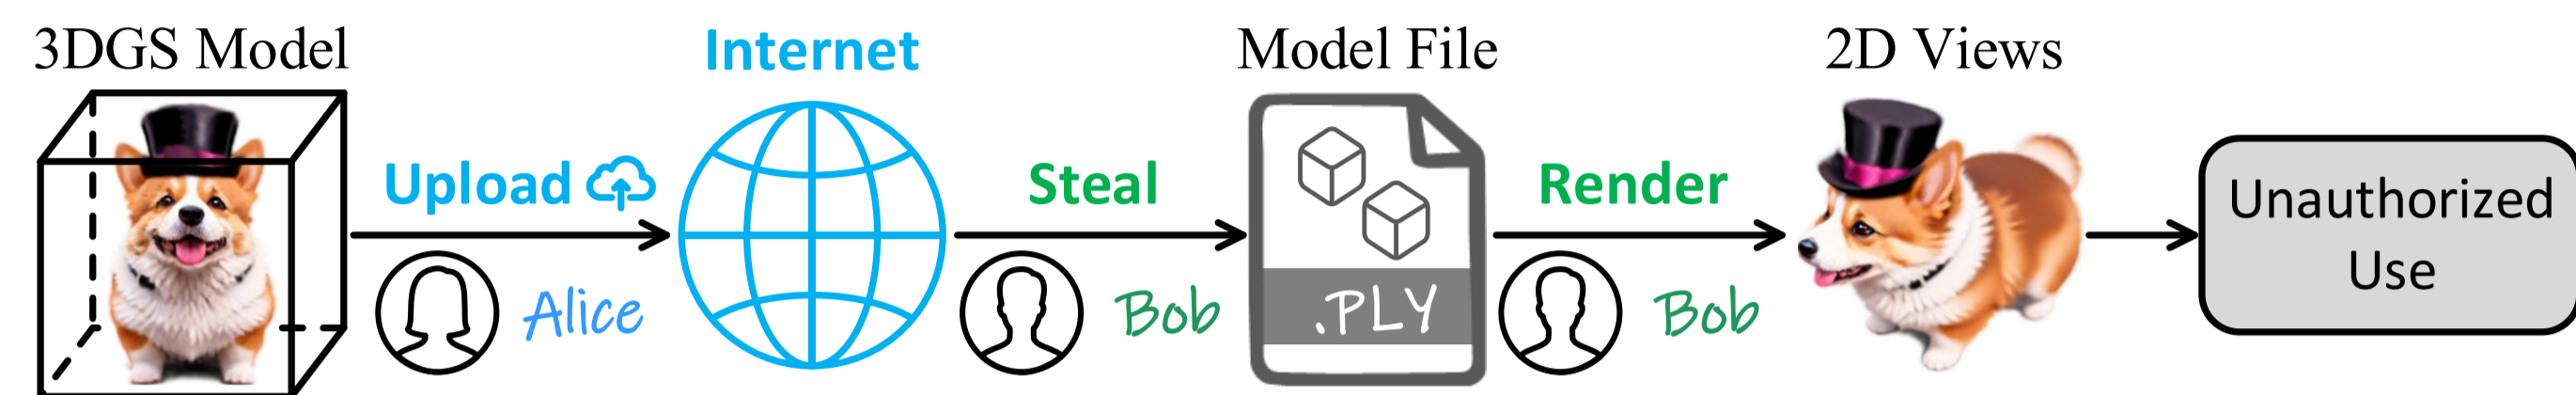 3DGS Model
Internet
Model File
2D Views
Upload
Steal
Render
Unauthorized
Use
Alice
Bob
.PLY
Bob